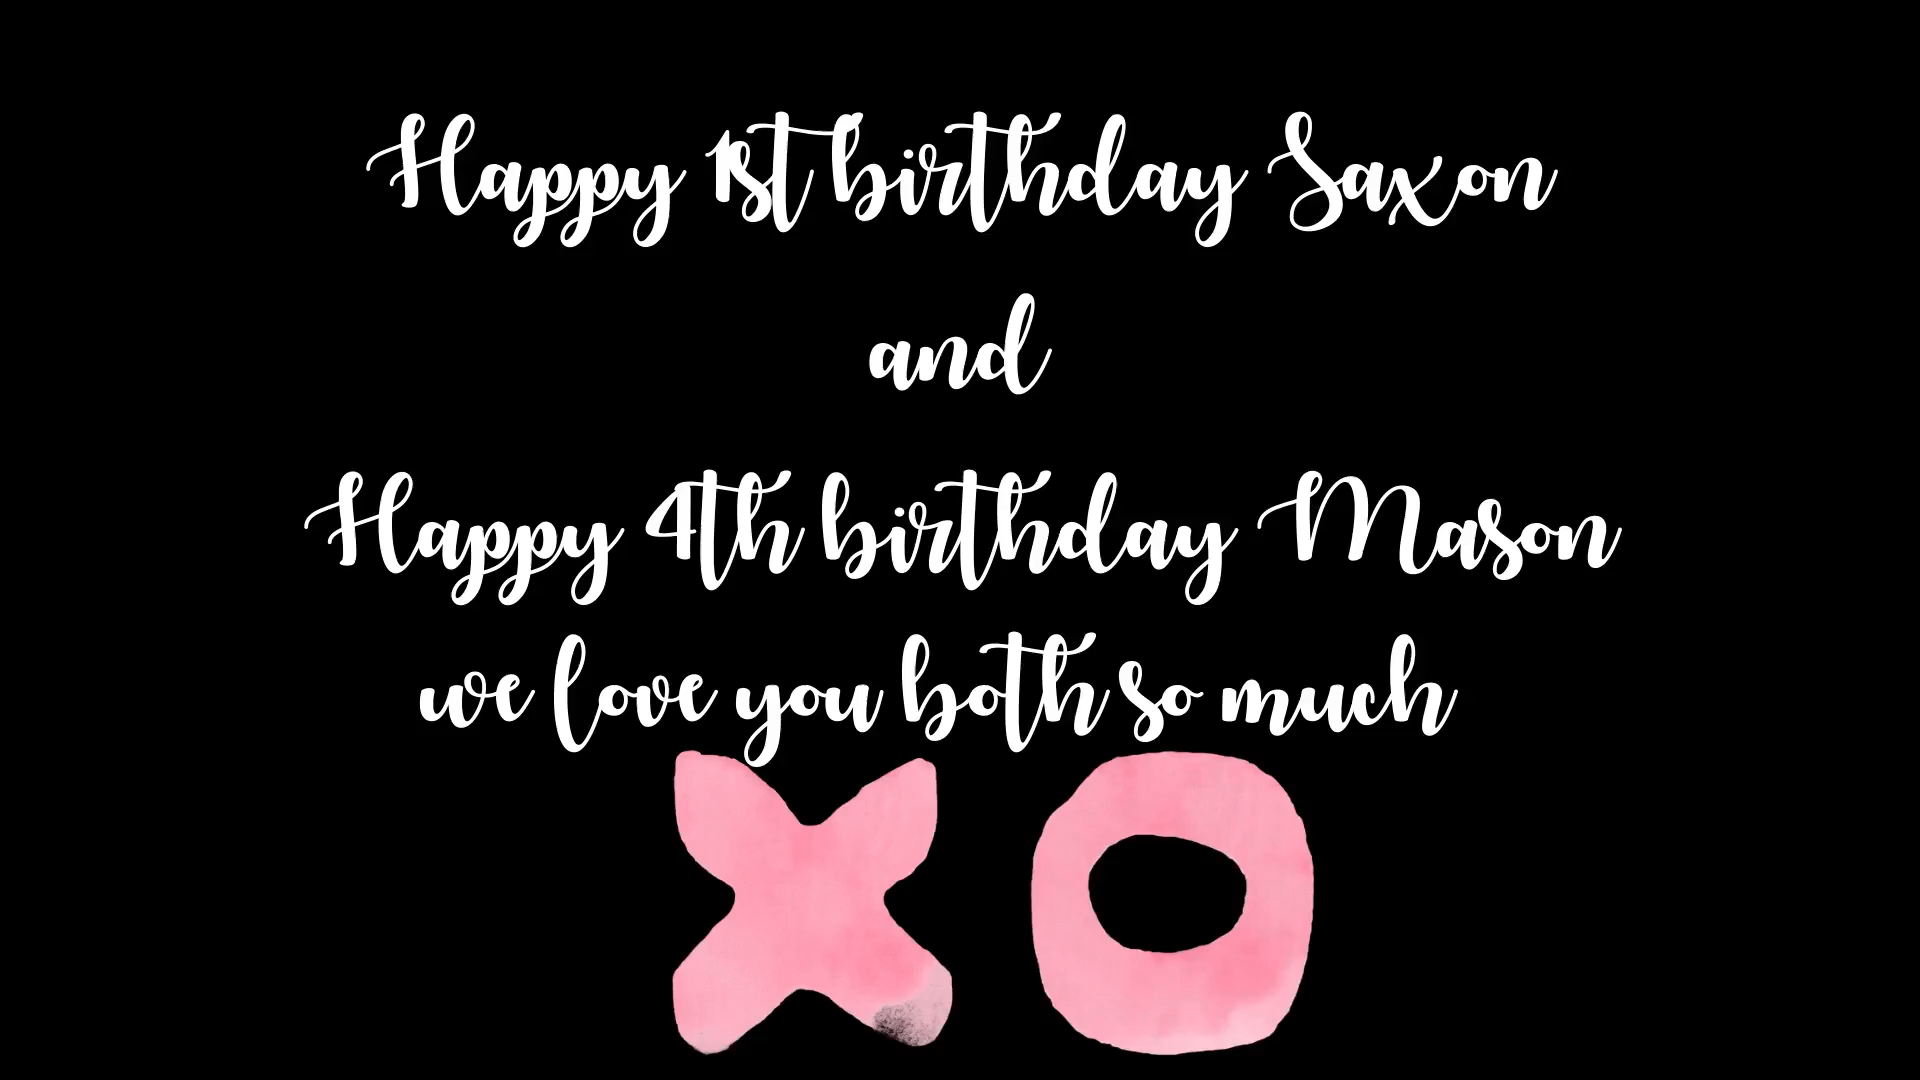 Happy 1st birthday Saxon
and
Happy 4th birthday Mason
we love you both so much
XO